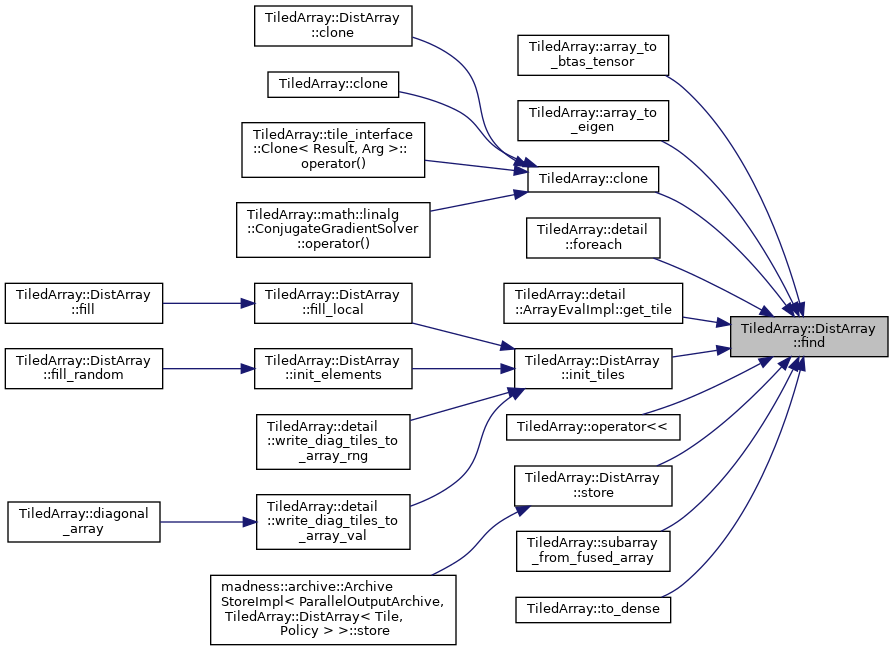 TiledArray::DistArray
::clone
TiledArray::clone
TiledArray::tile_interface
::Clone< Result, Arg >::
operator()
TiledArray::math::linalg
::ConjugateGradientSolver
::operator()
TiledArray::DistArray
::fill
TiledArray::DistArray
::fill_local
TiledArray::DistArray
::fill_random
TiledArray::DistArray
::init_elements
TiledArray::detail
::write_diag_tiles_to
_array_rng
TiledArray::diagonal
_array
TiledArray::detail
::write_diag_tiles_to
_array_val
madness::archive::Archive
StoreImpl< ParallelOutputArchive,
TiledArray::DistArray< Tile,
Policy > >::store
TiledArray::array_to
_btas_tensor
TiledArray::array_to
_eigen
TiledArray::clone
TiledArray::detail
::foreach
TiledArray::detail
::ArrayEvalImpl::get_tile
TiledArray::DistArray
::init_tiles
TiledArray::operator<<
TiledArray::DistArray
::store
TiledArray::subarray
_from_fused_array
TiledArray::to_dense
TiledArray::DistArray
::find